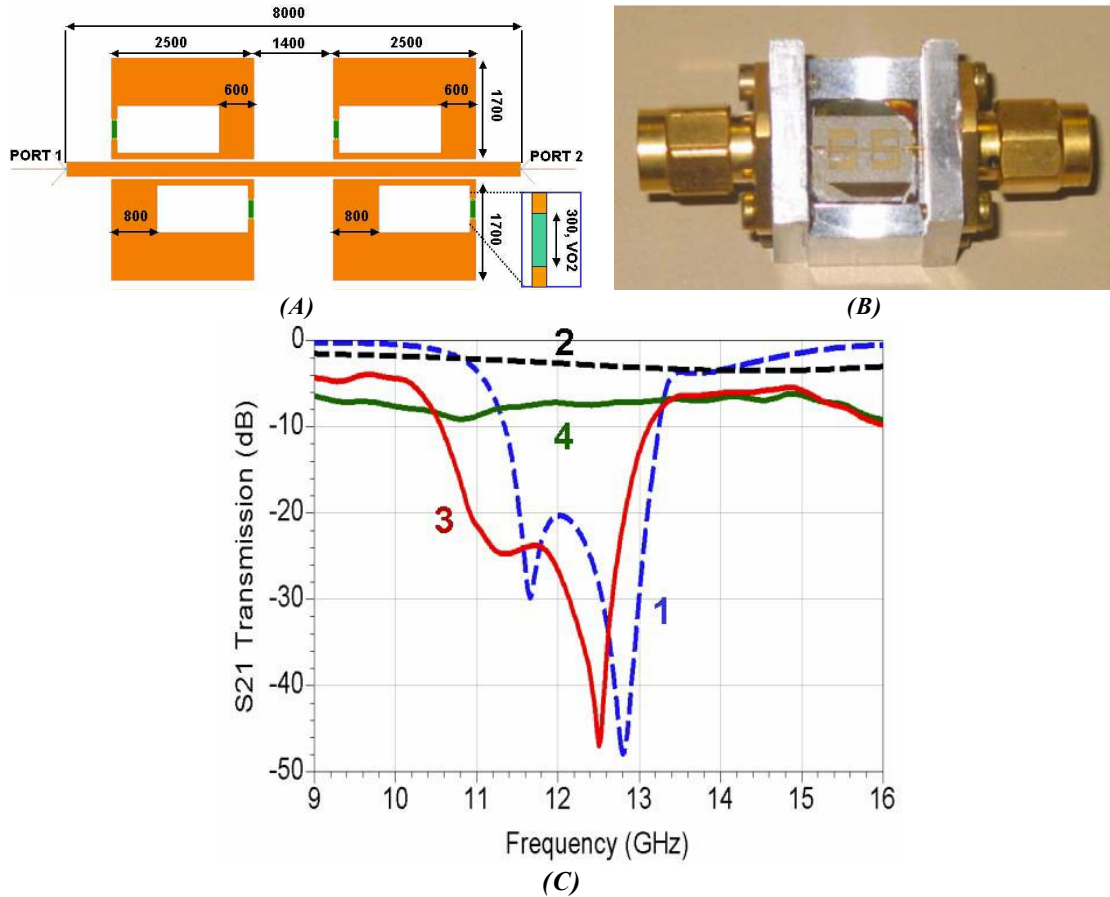 8000
2500 1400 2500
600 600
1700
PORT 1 PORT 2
800 800
1700
300, VO2
(A) (B)
0
-10
-20
-30
-40
-50
S21 Transmission (dB)
2
4
3
1
9 10 11 12 13 14 15 16
Frequency (GHz)
(C)